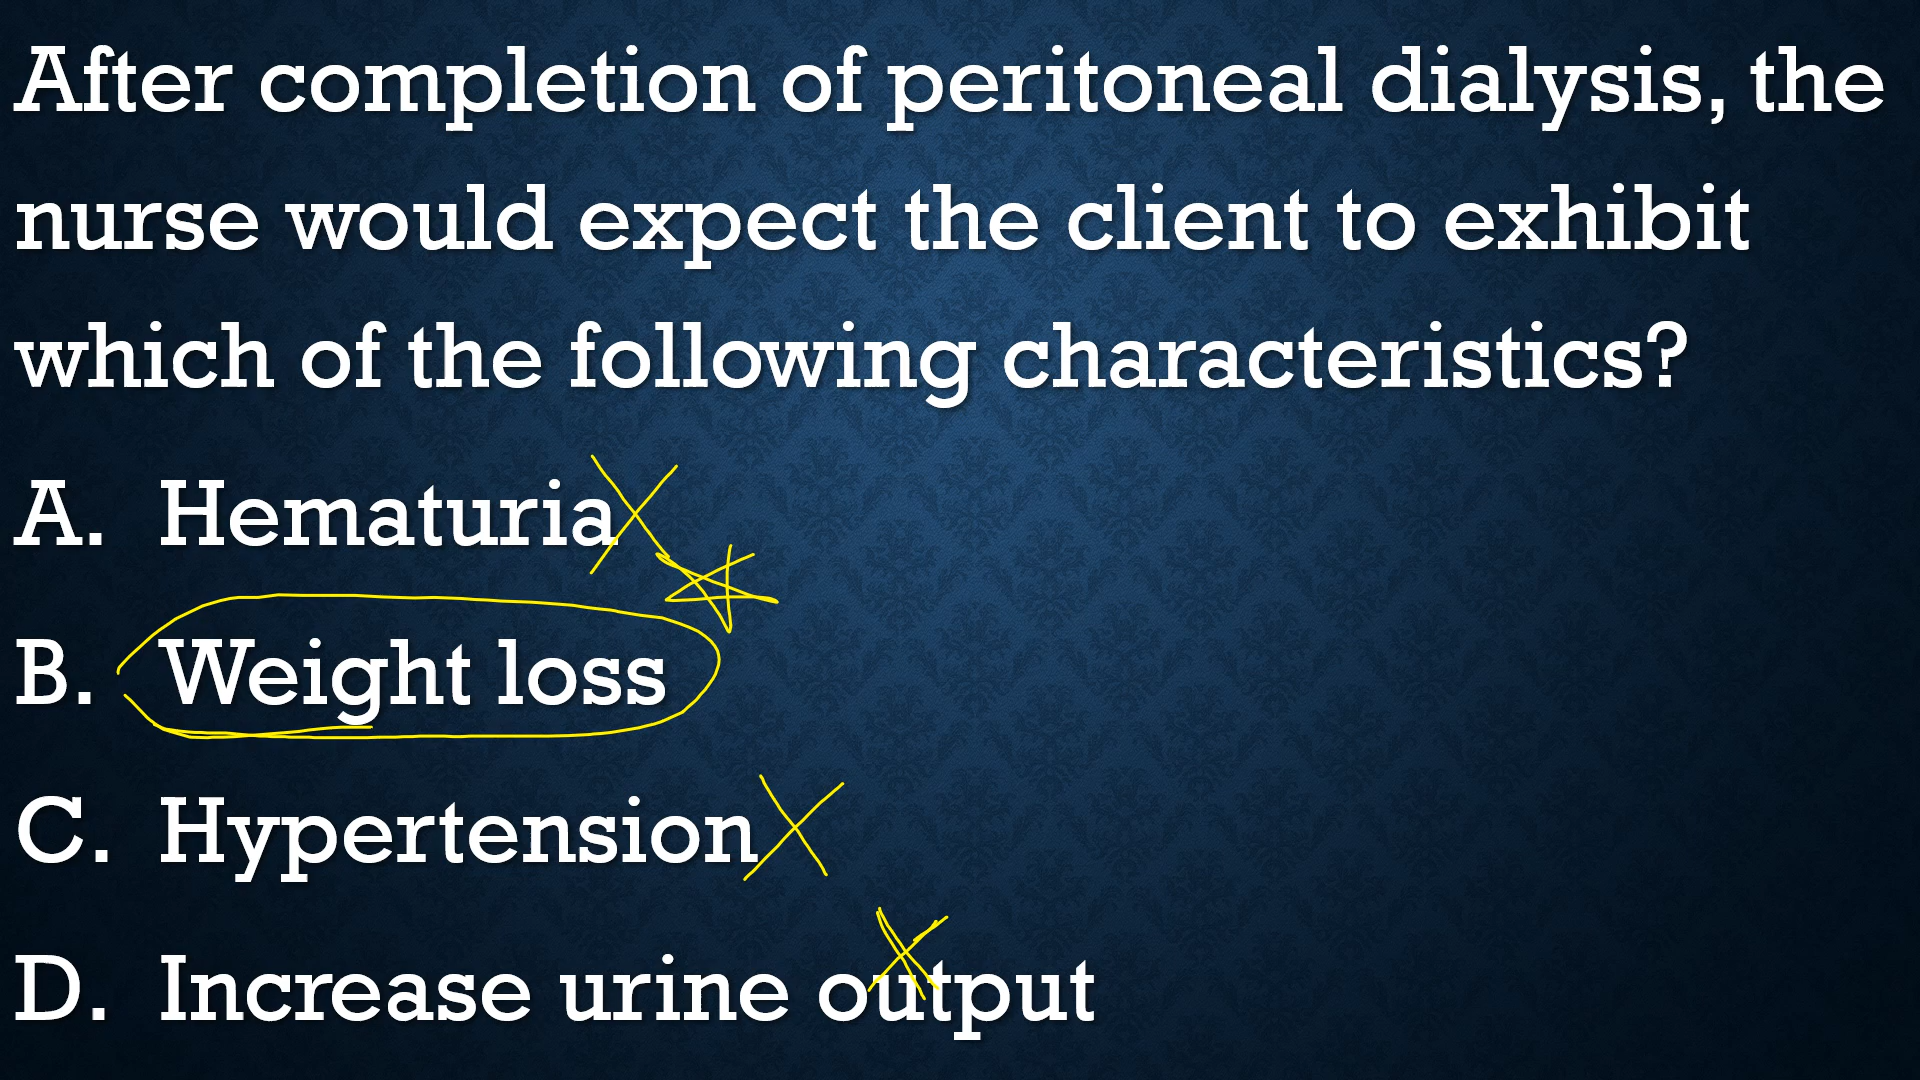 After completion of peritoneal dialysis, the
nurse would expect the client to exhibit
which of the following characteristics?
A. Hematuria
B. Weight loss
C. Hypertension
D. Increase urine output